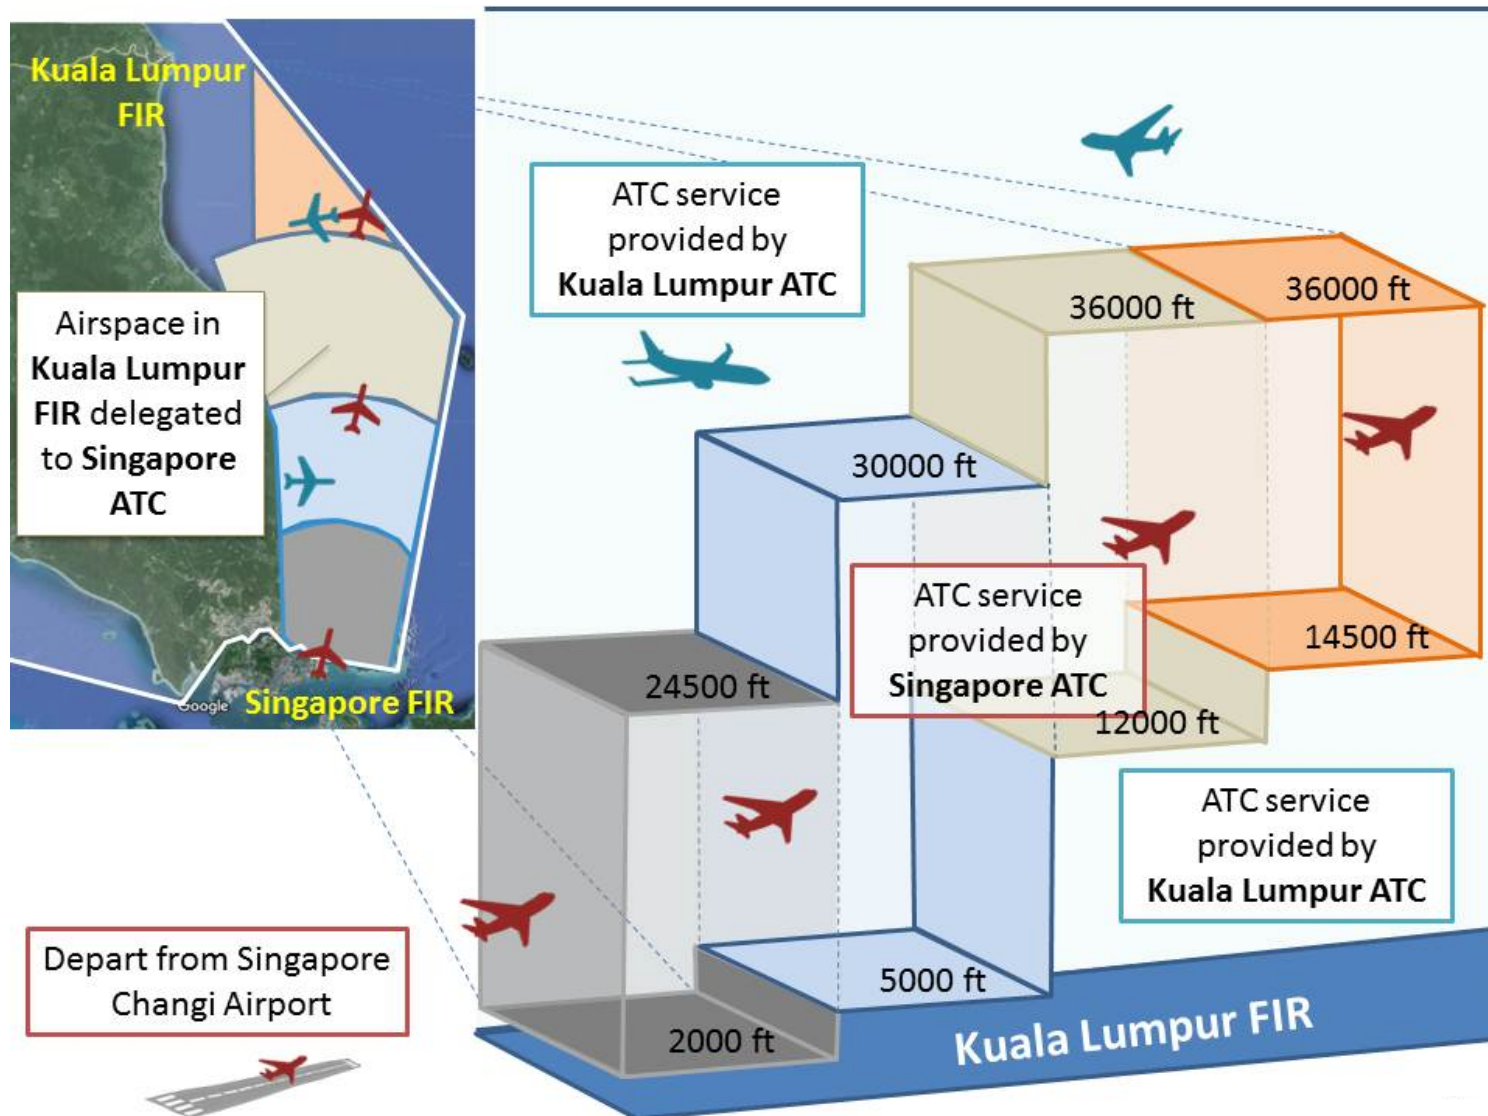 Kuala Lumpur
FIR
Airspace in
Kuala Lumpur
FIR delegated
to Singapore
ATC
Google
Singapore FIR
ATC service
provided by
Kuala Lumpur ATC
36000 ft
36000 ft
30000 ft
ATC service
provided by
Singapore ATC
14500 ft
24500 ft
12000 ft
ATC service
provided by
Kuala Lumpur ATC
5000 ft
2000 ft
Kuala Lumpur FIR
Depart from Singapore
Changi Airport